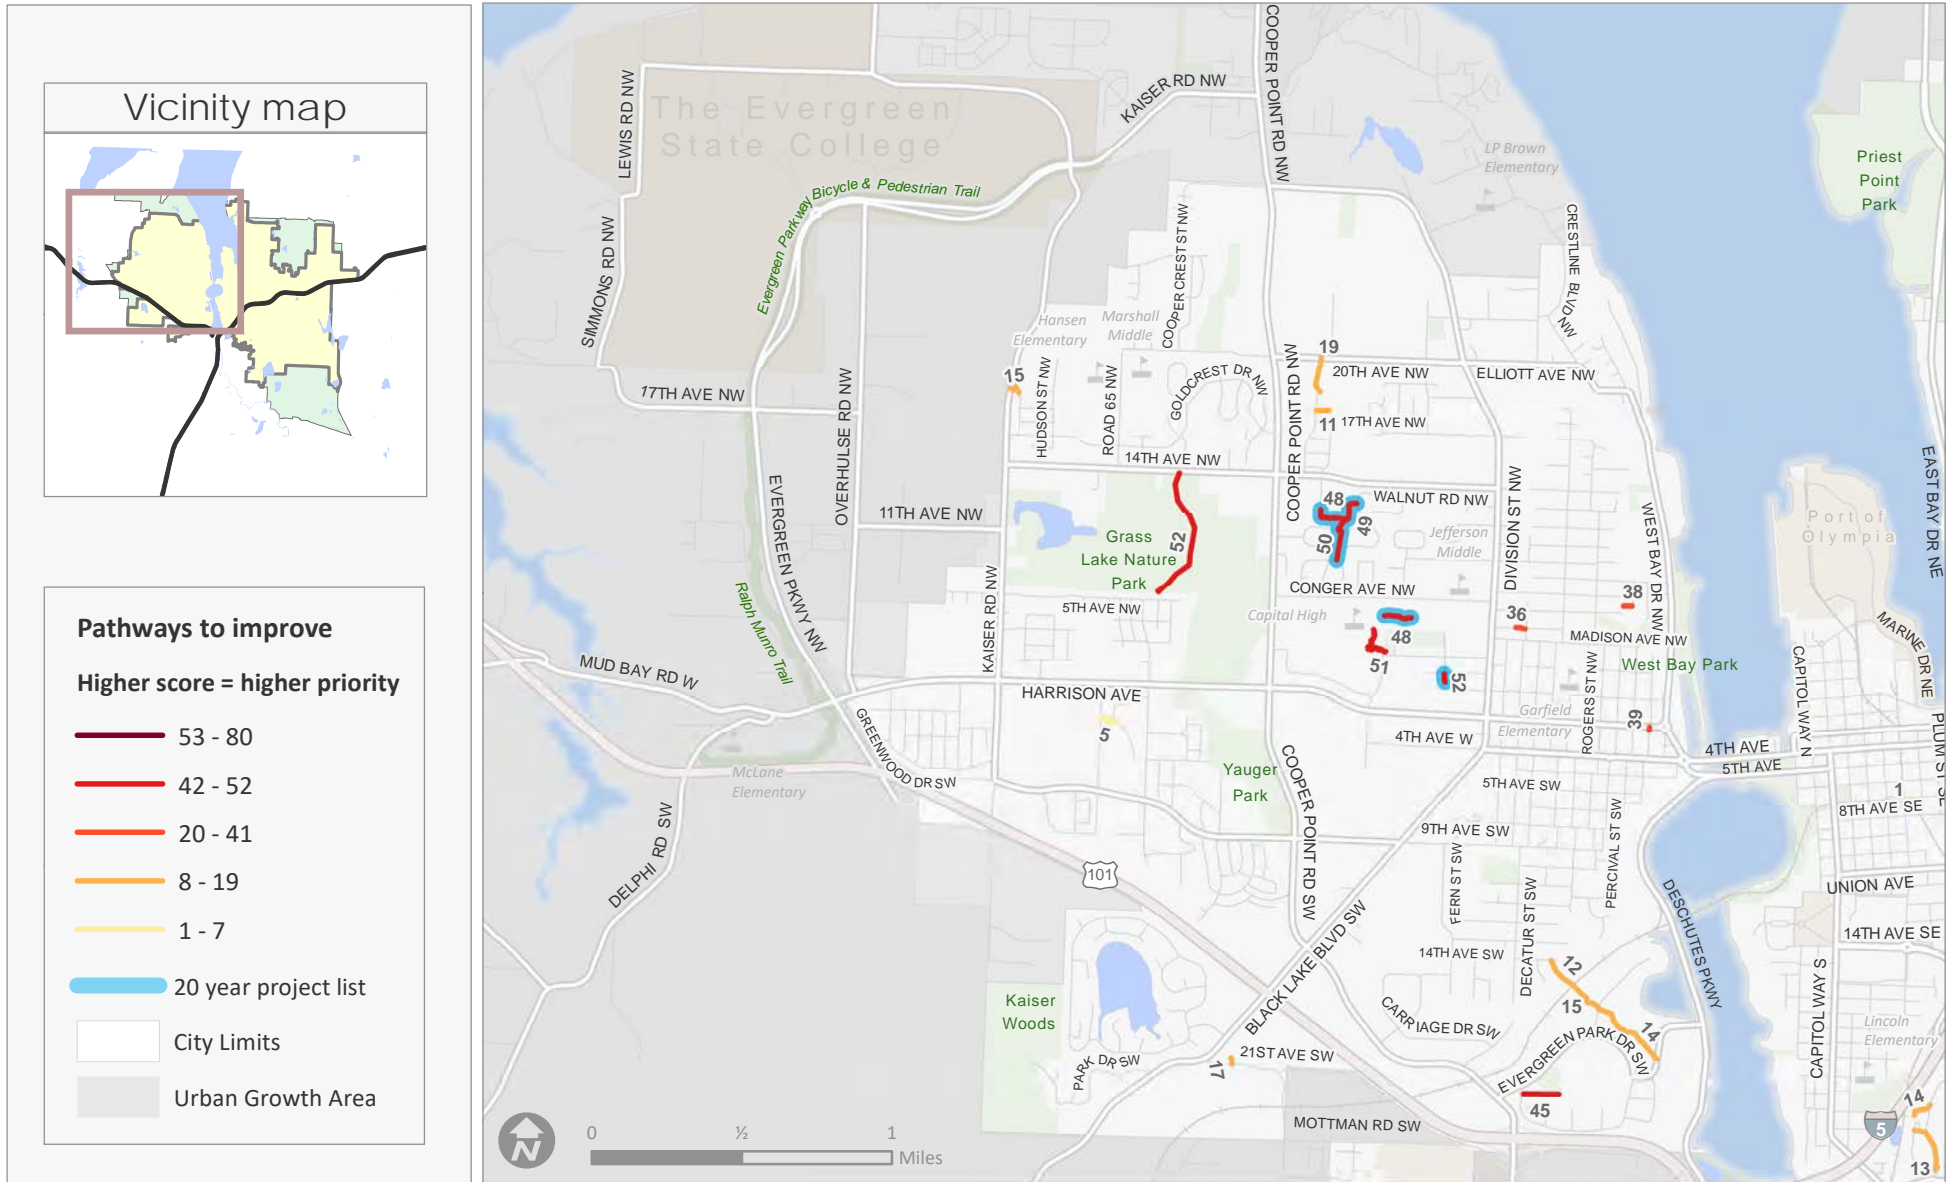 Vicinity map
Pathways to improve
Higher score = higher priority
53 - 80
42 - 52
20 - 41
8 - 19
1 - 7
20 year project list
City Limits
Urban Growth Area
The Evergreen
State College
LEWIS RD NW
SIMMONS RD NW
Evergreen Parkway Bicycle & Pedestrian Trail
KAISER RD NW
COOPER POINT RD NW
LP Brown
Elementary
Priest
Point
Park
CRESTLINE BLVD NW
COOPER CREST ST NW
Hansen
Elementary
Marshall
Middle
19
20TH AVE NW
ELLIOTT AVE NW
15
HUDSON ST NW
ROAD 65 NW
GOLDCREST DR NW
COOPER POINT RD NW
11
17TH AVE NW
17TH AVE NW
OVERHULSE RD NW
14TH AVE NW
EVERGREEN PKWY NW
11TH AVE NW
48
49
50
WALNUT RD NW
Jefferson
Middle
DIVISION ST NW
WEST BAY DR NW
EAST BAY DR NE
Port of
Olympia
Grass
Lake Nature
Park
52
CONGER AVE NW
Ralph Munro Trail
KAISER RD NW
5TH AVE NW
Capital High
48
51
52
36
38
MADISON AVE NW
West Bay Park
ROGERS ST NW
MARINE DR NE
CAPITOL WAY N
MUD BAY RD W
HARRISON AVE
5
Garfield
Elementary
39
4TH AVE W
4TH AVE
5TH AVE
PLUM ST SE
GREENWOOD DR SW
McLane
Elementary
Yauger
Park
COOPER POINT RD SW
5TH AVE SW
1
8TH AVE SE
DELPHI RD SW
101
9TH AVE SW
FERN ST SW
PERCIVAL ST SW
DECATUR ST SW
UNION AVE
DESCHUTES PKWY
14TH AVE SE
14TH AVE SW
BLACK LAKE BLVD SW
12
15
14
CARRIAGE DR SW
EVERGREEN PARK DR SW
CAPITOL WAY S
Lincoln
Elementary
Kaiser
Woods
PARK DR SW
17
21ST AVE SW
45
MOTTMAN RD SW
14
5
13
N
0
½
1
Miles